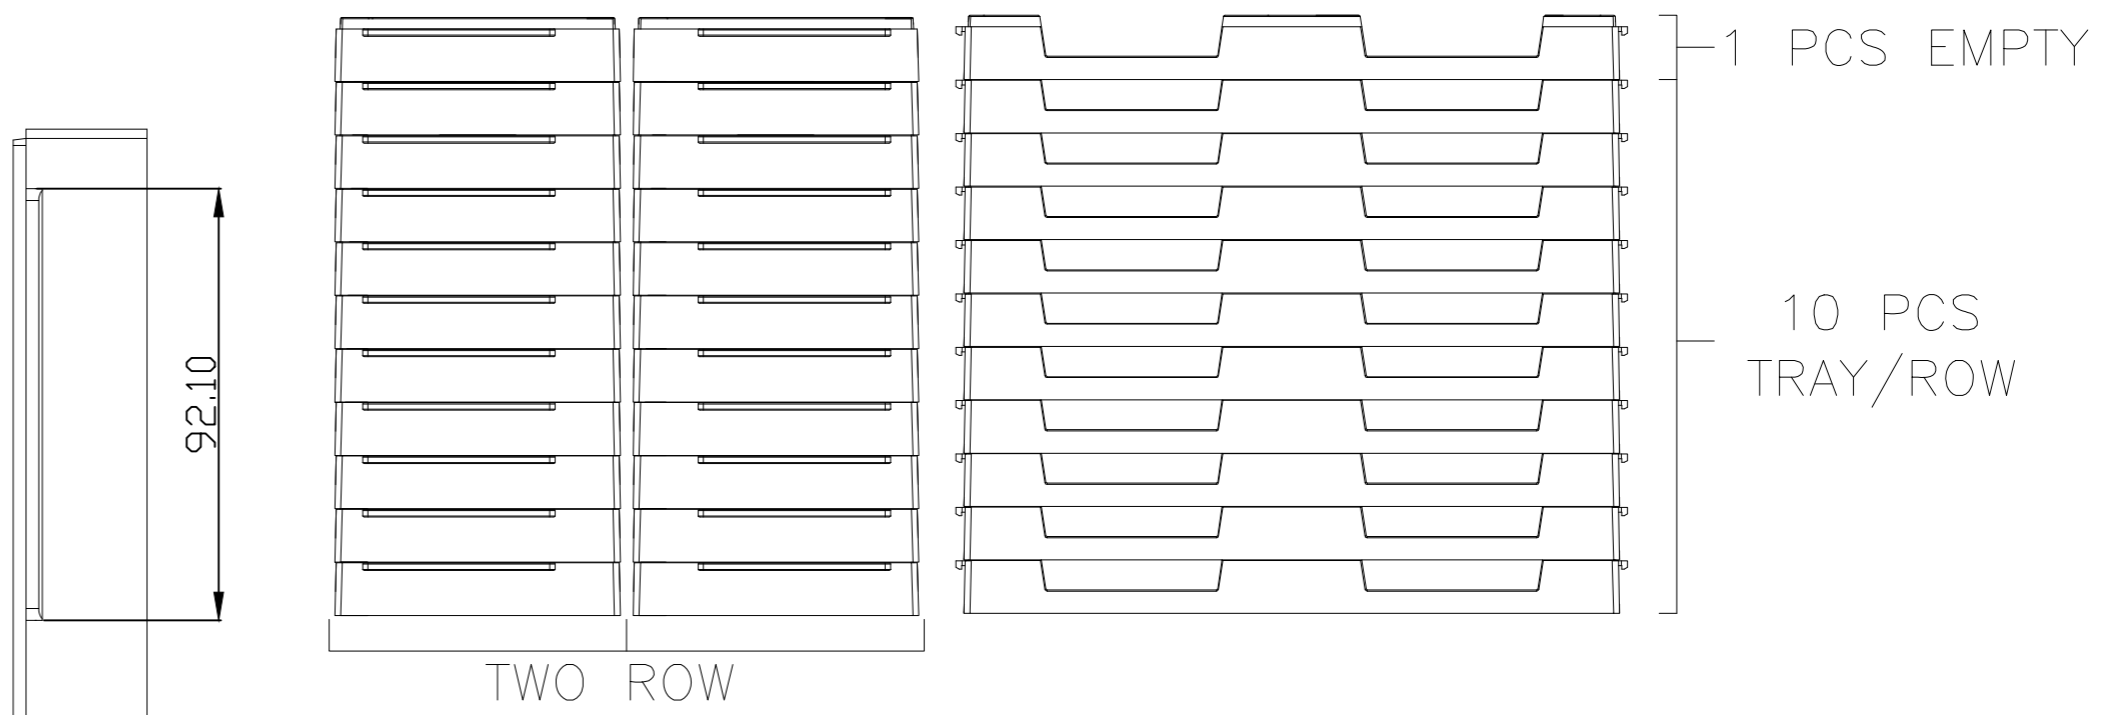 1 PCS EMPTY
92.10
10 PCS
TRAY/ROW
TWO ROW